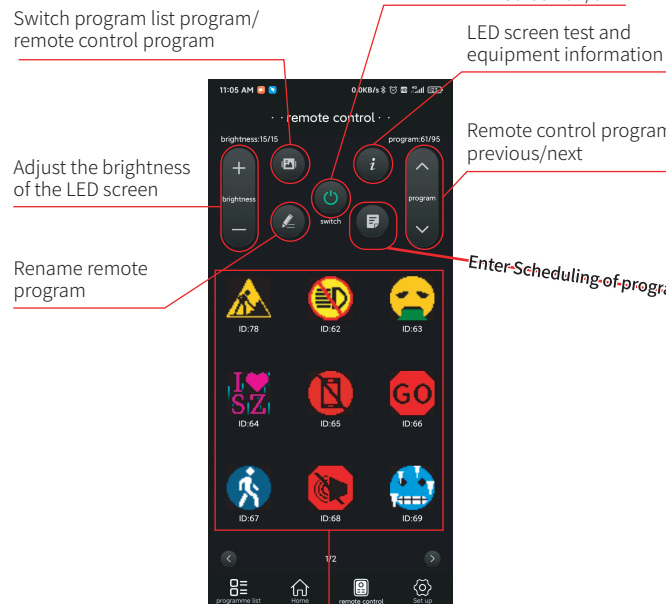 Switch program list program/
remote control program
LED screen test and
equipment information
11:05 AM
0.0KB/s
remote control
brightness:15/15
program:61/95
Remote control program
previous/next
Adjust the brightness
of the LED screen
brightness
program
switch
Rename remote
program
Enter Scheduling of
ID:78
ID:62
ID:63
I
SZ
GO
ID:64
ID:65
ID:66
ID:67
ID:68
ID:69
1/2
programme list
Home
remote control
Set up